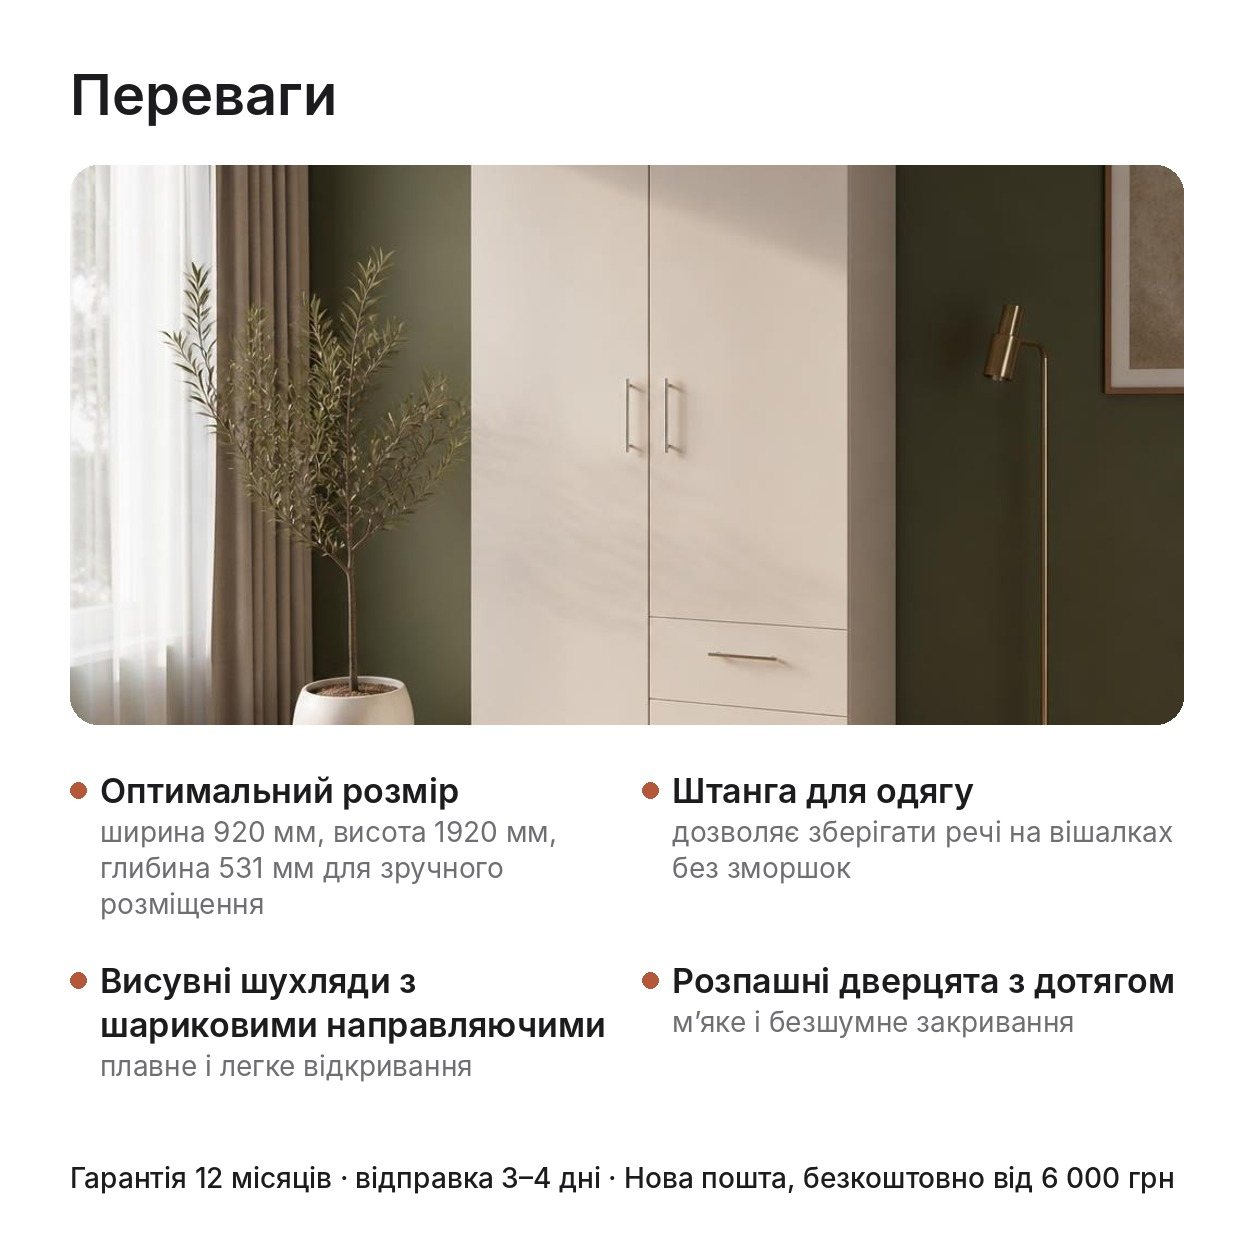 Переваги
Оптимальний розмір
ширина 920 мм, висота 1920 мм,
глибина 531 мм для зручного
розміщення
Штанга для одягу
дозволяє зберігати речі на вішалках
без зморшок
Висувні шухляди з
шариковими направляючими
плавне і легке відкривання
Розпашні дверцята з дотягом
м’яке і безшумне закривання
Гарантія 12 місяців · відправка 3–4 дні · Нова пошта, безкоштовно від 6 000 грн